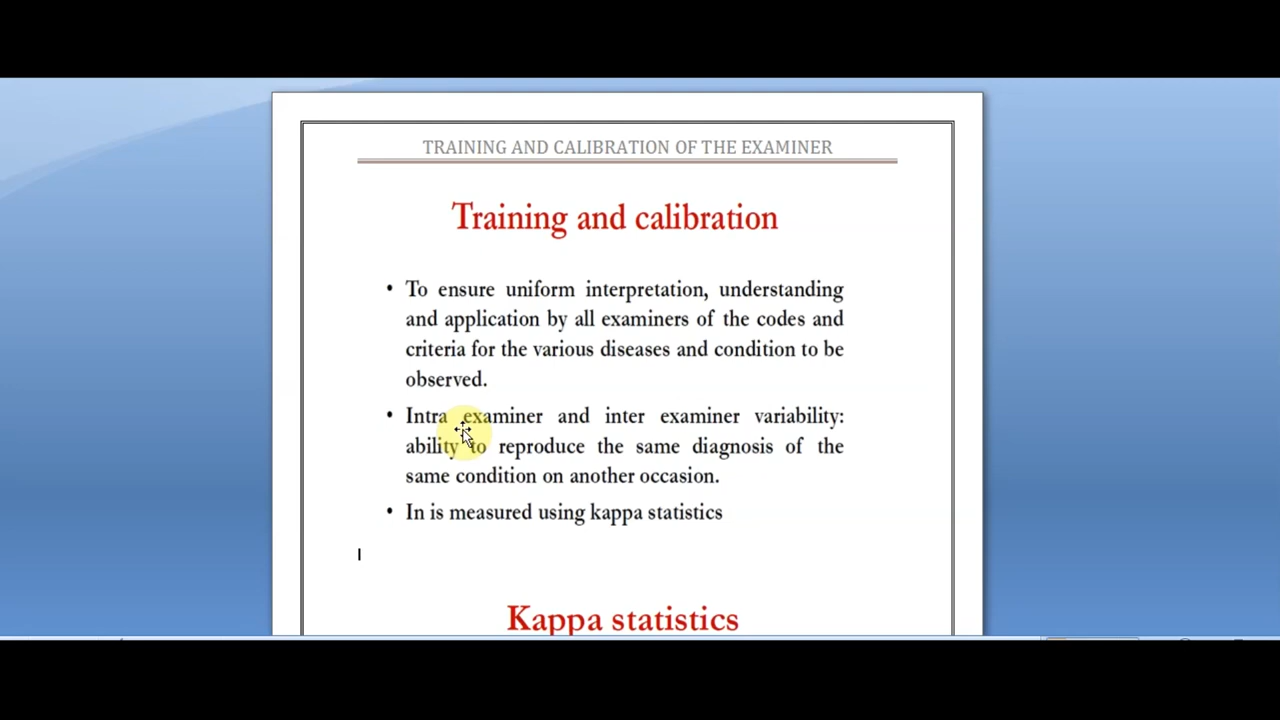 TRAINING AND CALIBRATION OF THE EXAMINER
Training and calibration
• To ensure uniform interpretation, understanding
and application by all examiners of the codes and
criteria for the various diseases and condition to be
observed.
• Intra examiner and inter examiner variability:
ability to reproduce the same diagnosis of the
same condition on another occasion.
• In is measured using kappa statistics
Kappa statistics